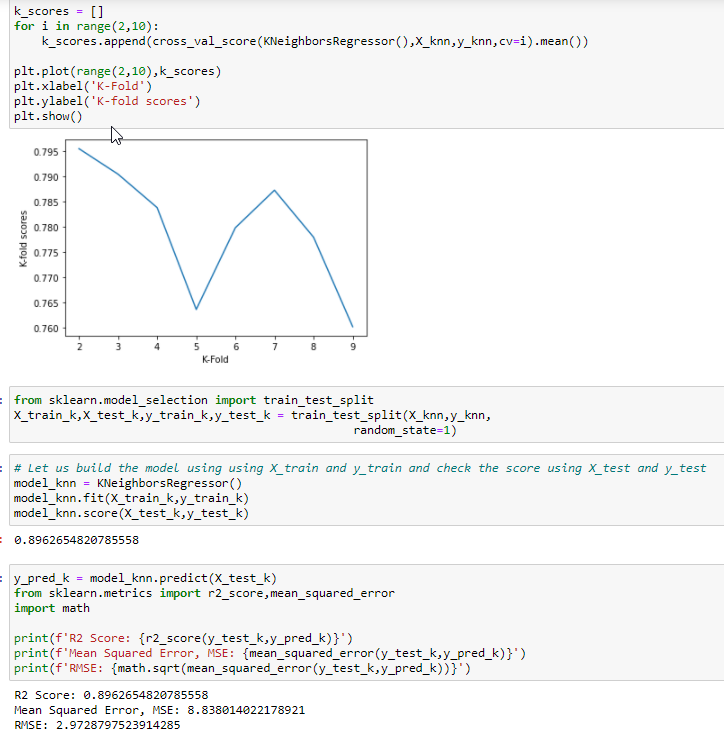 k_scores = []
for i in range(2,10):
    k_scores.append(cross_val_score(KNeighborsRegressor(),X_knn,y_knn,cv=i).mean())
plt.plot(range(2,10),k_scores)
plt.xlabel('K-Fold')
plt.ylabel('K-fold scores')
plt.show()
0.795
0.790
0.785
0.780
0.775
0.770
0.765
0.760
K-fold scores
2 3 4 5 6 7 8 9
K-Fold
from sklearn.model_selection import train_test_split
X_train_k,X_test_k,y_train_k,y_test_k = train_test_split(X_knn,y_knn,
                                                random_state=1)
# Let us build the model using using X_train and y_train and check the score using X_test and y_test
model_knn = KNeighborsRegressor()
model_knn.fit(X_train_k,y_train_k)
model_knn.score(X_test_k,y_test_k)
0.8962654820785558
y_pred_k = model_knn.predict(X_test_k)
from sklearn.metrics import r2_score,mean_squared_error
import math
print(f'R2 Score: {r2_score(y_test_k,y_pred_k)}')
print(f'Mean Squared Error, MSE: {mean_squared_error(y_test_k,y_pred_k)}')
print(f'RMSE: {math.sqrt(mean_squared_error(y_test_k,y_pred_k))}')
R2 Score: 0.8962654820785558
Mean Squared Error, MSE: 8.838014022178921
RMSE: 2.9728797523914285